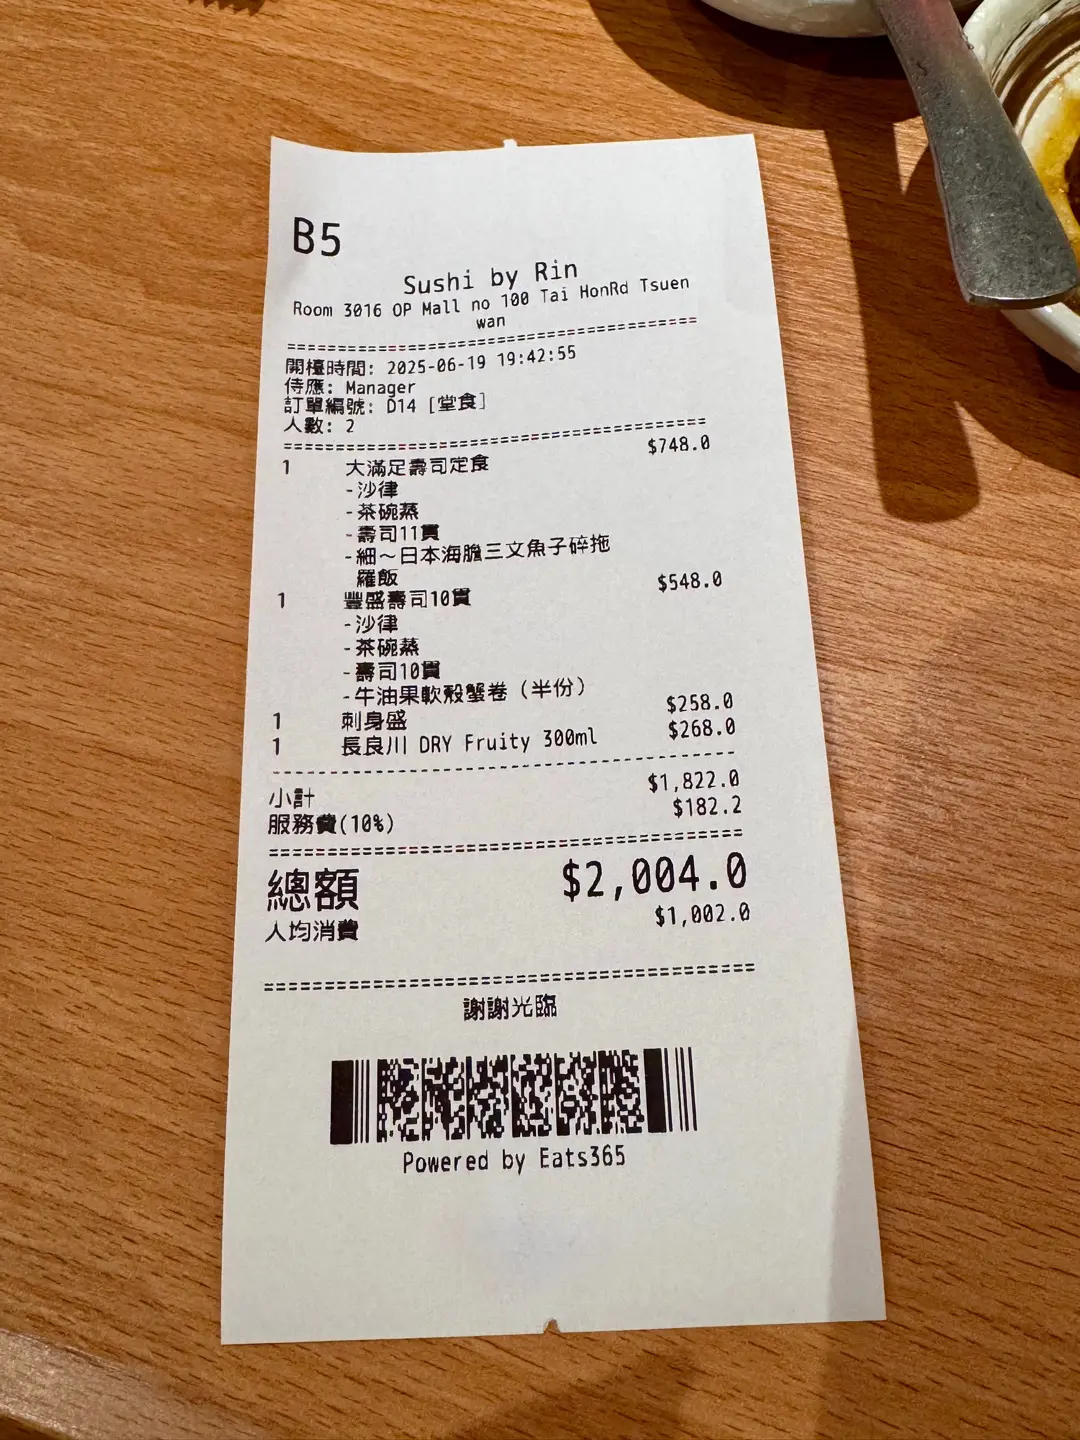 B5
Sushi by Rin
Room 3016 OP Mall no 100 Tai HonRd Tsuen
wan
========================================
開檯時間: 2025-06-19 19:42:55
侍應: Manager
訂單編號: D14 [堂食]
人數: 2
========================================
1 大滿足壽司定食 $748.0
-沙律
-茶碗蒸
-壽司11貫
-細～日本海膽三文魚子碎拖
羅飯
1 豐盛壽司10貫 $548.0
-沙律
-茶碗蒸
-壽司10貫
-牛油果軟殼蟹卷（半份）
1 刺身盛 $258.0
1 長良川 DRY Fruity 300ml $268.0
----------------------------------------
小計 $1,822.0
服務費(10%) $182.2
========================================
總額 $2,004.0
人均消費 $1,002.0
========================================
謝謝光臨
Powered by Eats365